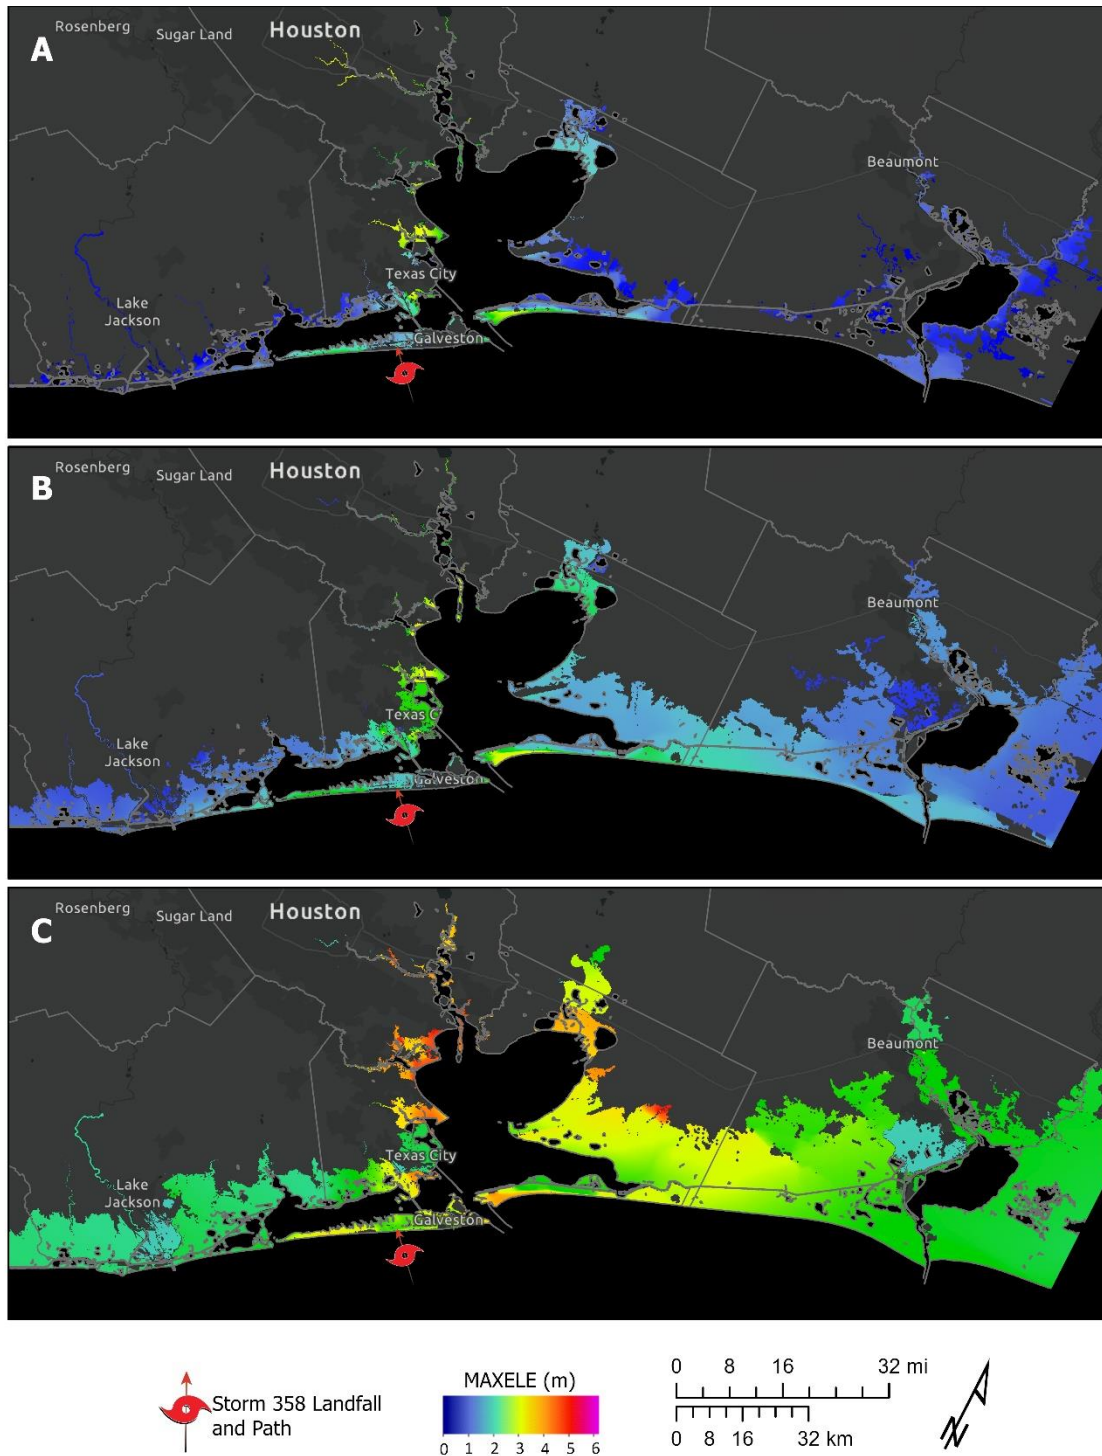 A
Rosenberg
Sugar Land
Houston
Beaumont
Texas City
Lake
Jackson
Galveston
B
Rosenberg
Sugar Land
Houston
Beaumont
Texas C
Lake
Jackson
Galveston
C
Rosenberg
Sugar Land
Houston
Beaumont
Texas City
Lake
Jackson
Galveston
Storm 358 Landfall
and Path
MAXELE (m)
0 1 2 3 4 5 6
0 8 16 32 mi
0 8 16 32 km
N